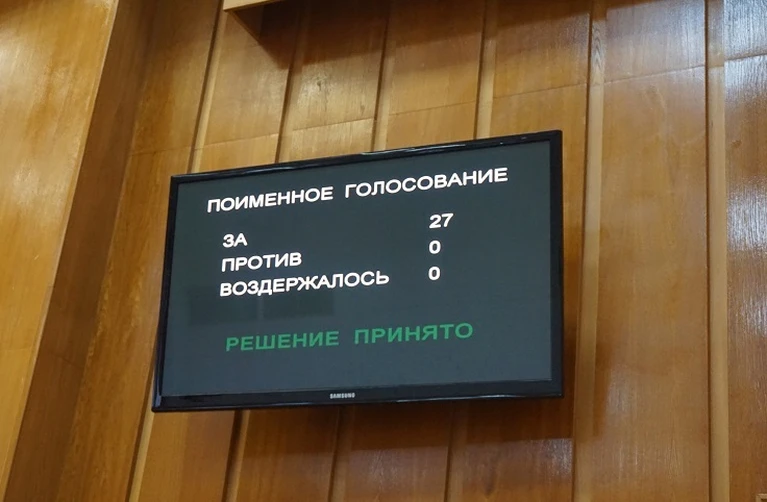 ПОИМЕННОЕ ГОЛОСОВАНИЕ
ЗА 27
ПРОТИВ 0
ВОЗДЕРЖАЛОСЬ 0
РЕШЕНИЕ ПРИНЯТО
SAMSUNG